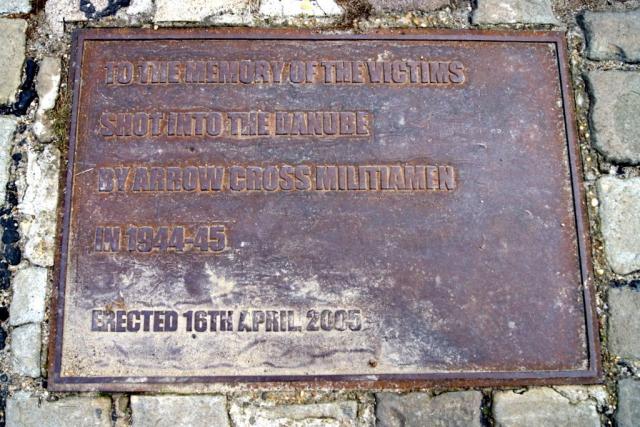 TO THE MEMORY OF THE VICTIMS
SHOT INTO THE DANUBE
BY ARROW CROSS MILITIAMEN
IN 1944-45
ERECTED 16TH APRIL, 2005